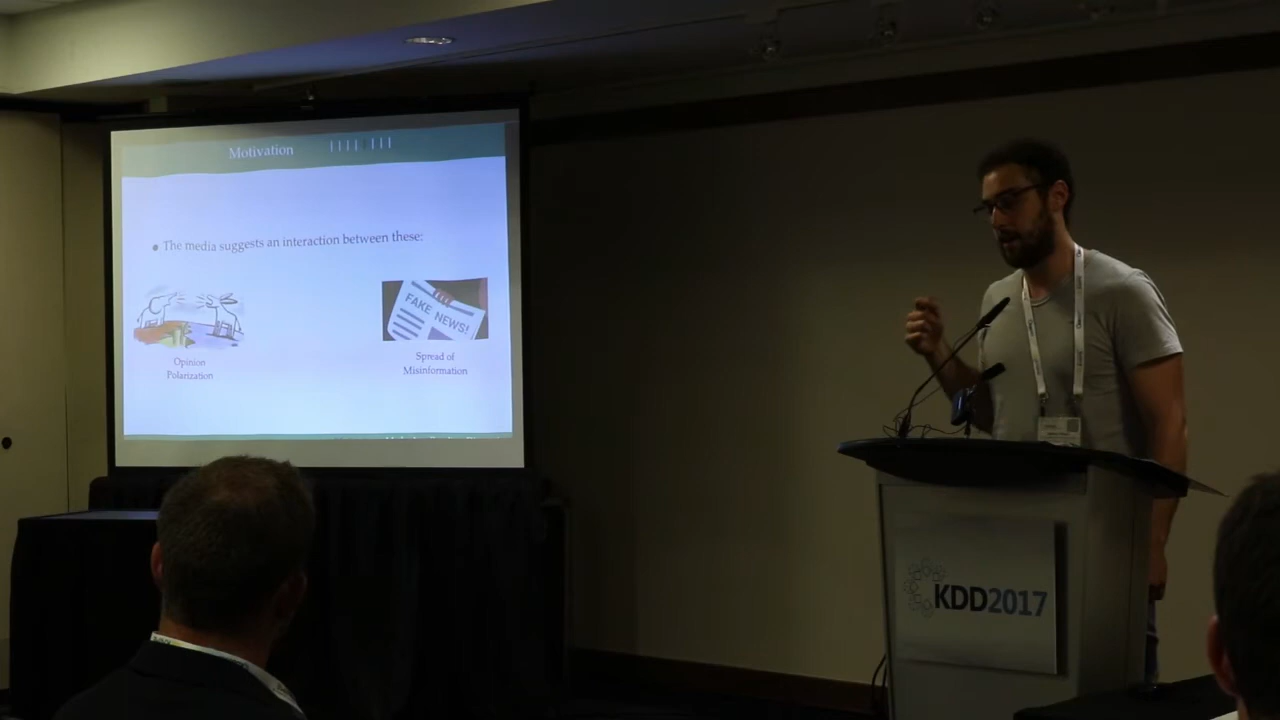 Motivation
The media suggests an interaction between these:
FAKE NEWS!
Opinion
Polarization
Spread of
Misinformation
KDD2017